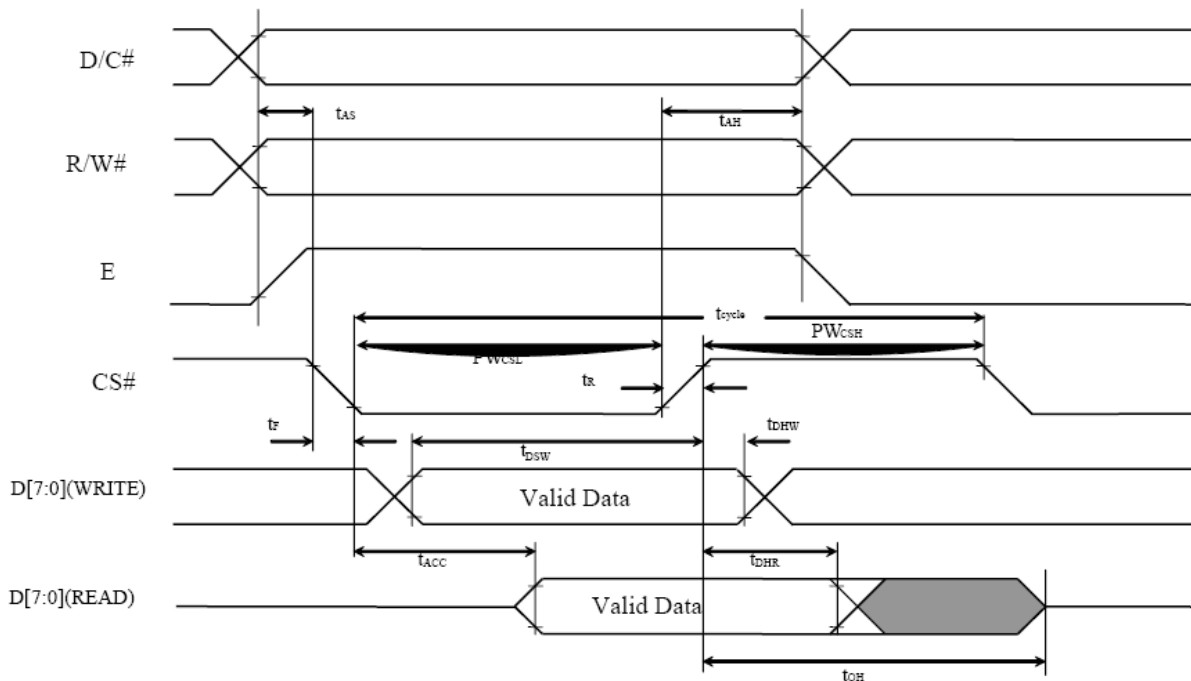 D/C#
tAS
tAH
R/W#
E
tcycle
PWCSL
PWCSH
CS#
tR
tF
tDSW
tDHW
D[7:0](WRITE)
Valid Data
tACC
tDHR
D[7:0](READ)
Valid Data
tOH